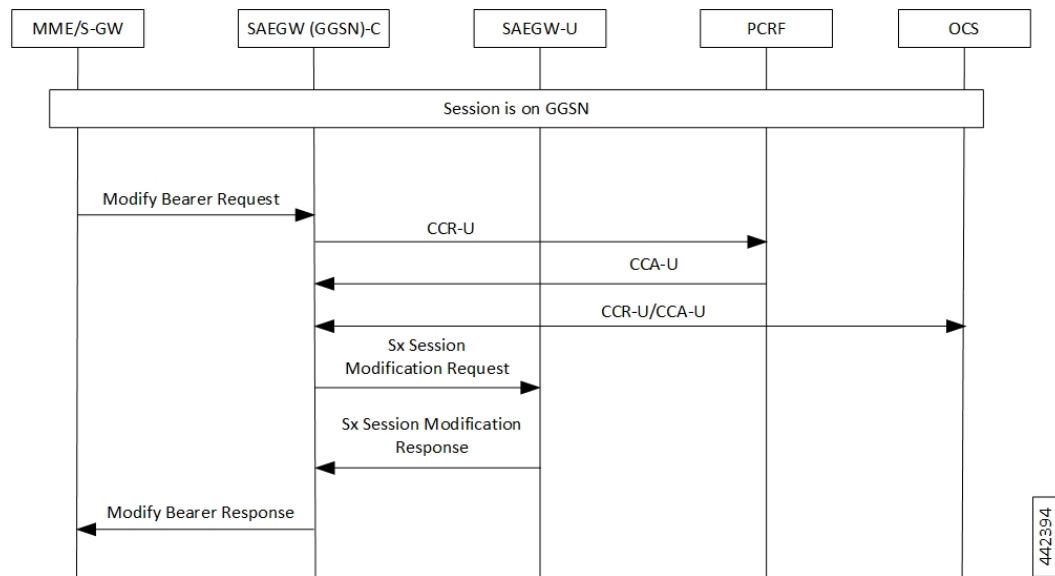 MME/S-GW
SAEGW (GGSN)-C
SAEGW-U
PCRF
OCS
Session is on GGSN
Modify Bearer Request
CCR-U
CCA-U
CCR-U/CCA-U
Sx Session
Modification Request
Sx Session Modification
Response
Modify Bearer Response
442394